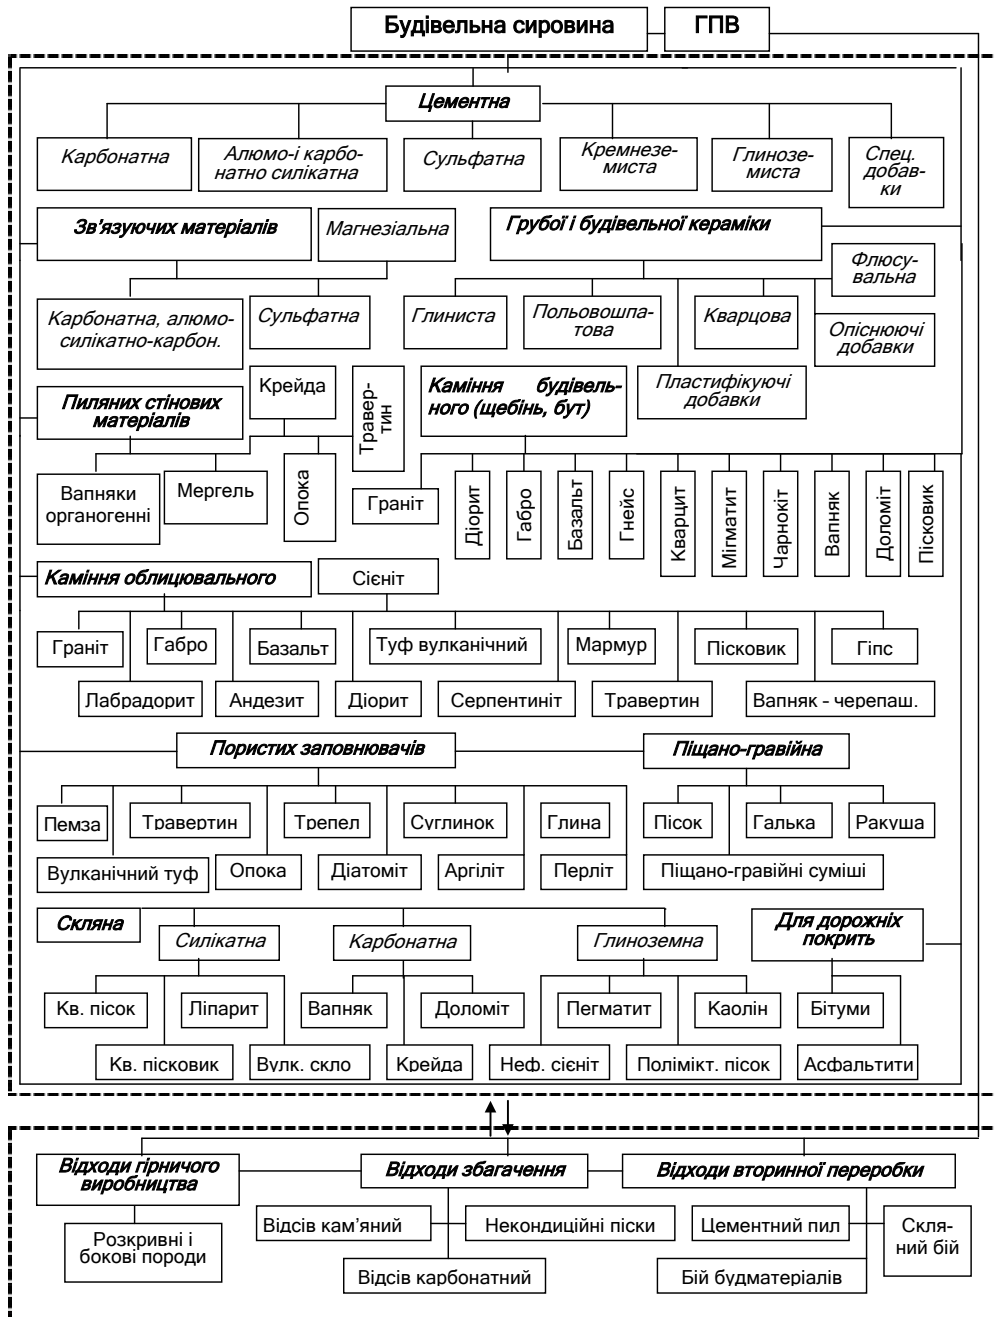 Будівельна сировина
ГПВ
Цементна
Карбонатна
Алюмо-і карбо-
натно силікатна
Сульфатна
Кремнезе-
миста
Глинозе-
миста
Спец.
добав-
ки
Зв’язуючих матеріалів
Магнезіальна
Грубої і будівельної кераміки
Флюсу-
вальна
Карбонатна, алюмо-
силікатно-карбон.
Сульфатна
Глиниста
Польовошпа-
това
Кварцова
Опіснюючі
добавки
Пластифікуючі
добавки
Пиляних стінових
матеріалів
Крейда
Травер-
тин
Каміння будівель-
ного (щебінь, бут)
Вапняки
органогенні
Мергель
Опока
Граніт
Діорит
Габро
Базальт
Гнейс
Кварцит
Мігматит
Чарнокіт
Вапняк
Доломіт
Пісковик
Каміння облицювального
Сієніт
Граніт
Габро
Базальт
Туф вулканічний
Мармур
Пісковик
Гіпс
Лабрадорит
Андезит
Діорит
Серпентиніт
Травертин
Вапняк – черепаш.
Пористих заповнювачів
Піщано-гравійна
Пемза
Травертин
Трепел
Суглинок
Глина
Пісок
Галька
Ракуша
Вулканічний туф
Опока
Діатоміт
Аргіліт
Перліт
Піщано-гравійні суміші
Скляна
Силікатна
Карбонатна
Глиноземна
Для дорожніх
покрить
Кв. пісок
Ліпарит
Вапняк
Доломіт
Пегматит
Каолін
Бітуми
Кв. пісковик
Вулк. скло
Крейда
Неф. сієніт
Полімікт. пісок
Асфальтити
Відходи гірничого
виробництва
Відходи збагачення
Відходи вторинної переробки
Розкривні і
бокові породи
Відсів кам’яний
Некондиційні піски
Цементний пил
Скля-
ний бій
Відсів карбонатний
Бій будматеріалів